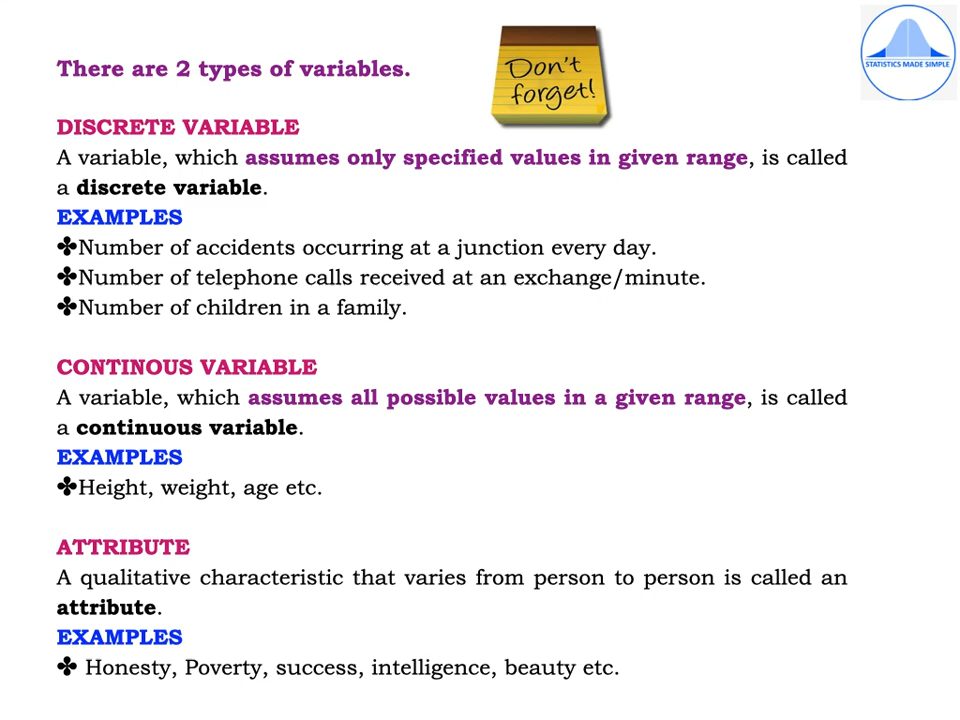 There are 2 types of variables.
Don't
forget!
STATISTICS MADE SIMPLE
DISCRETE VARIABLE
A variable, which assumes only specified values in given range, is called
a discrete variable.
EXAMPLES
✤Number of accidents occurring at a junction every day.
✤Number of telephone calls received at an exchange/minute.
✤Number of children in a family.
CONTINOUS VARIABLE
A variable, which assumes all possible values in a given range, is called
a continuous variable.
EXAMPLES
✤Height, weight, age etc.
ATTRIBUTE
A qualitative characteristic that varies from person to person is called an
attribute.
EXAMPLES
✤ Honesty, Poverty, success, intelligence, beauty etc.